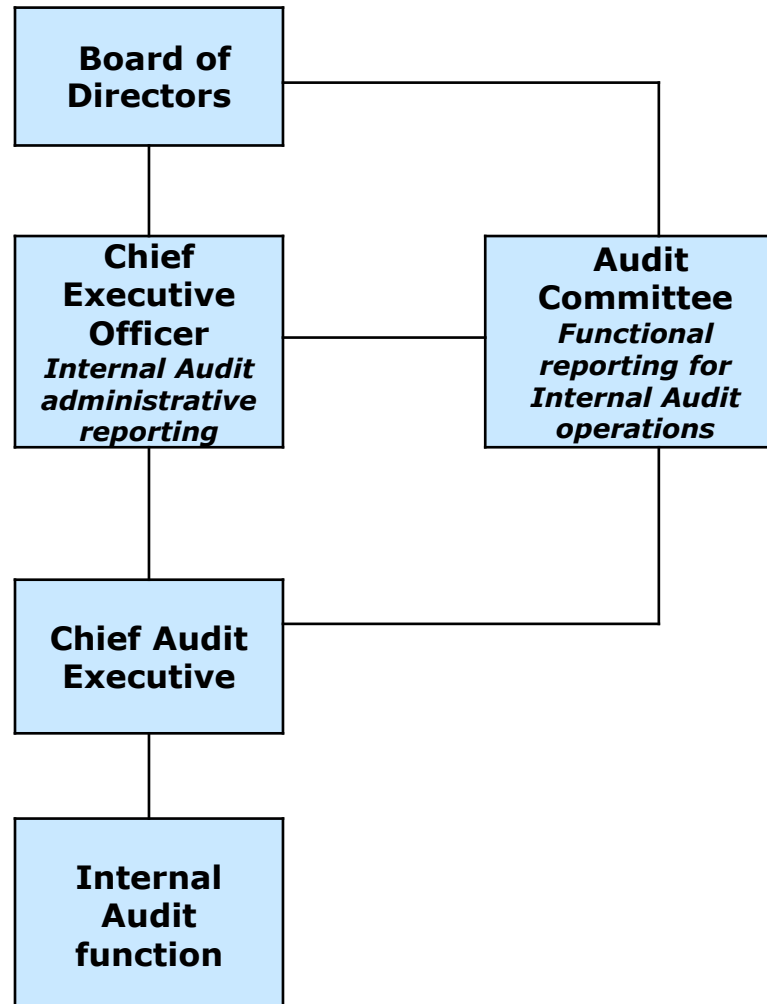 Board of
Directors
Chief
Executive
Officer
Internal Audit
administrative
reporting
Audit
Committee
Functional
reporting for
Internal Audit
operations
Chief Audit
Executive
Internal
Audit
function